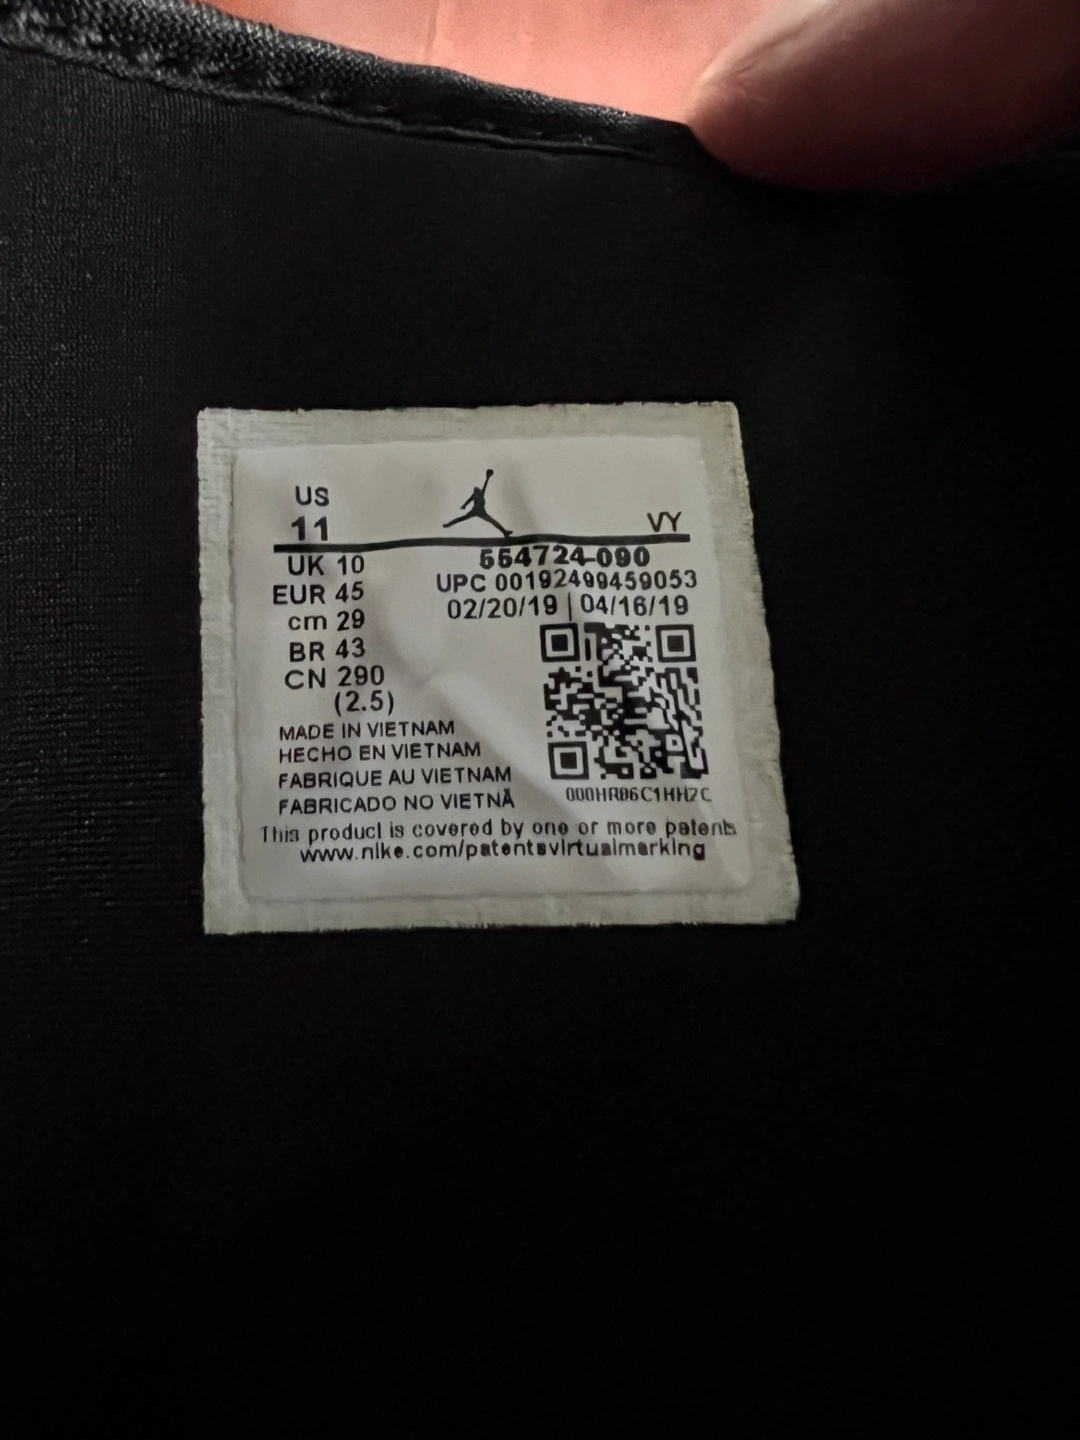 US
11
VY
UK 10
554724-090
EUR 45
UPC 00192499459053
cm 29
02/20/19 | 04/16/19
BR 43
CN 290
(2.5)
MADE IN VIETNAM
HECHO EN VIETNAM
FABRIQUE AU VIETNAM
FABRICADO NO VIETNÃ
000HR06C1HH2C
This product is covered by one or more patents
www.nike.com/patentsvirtualmarking